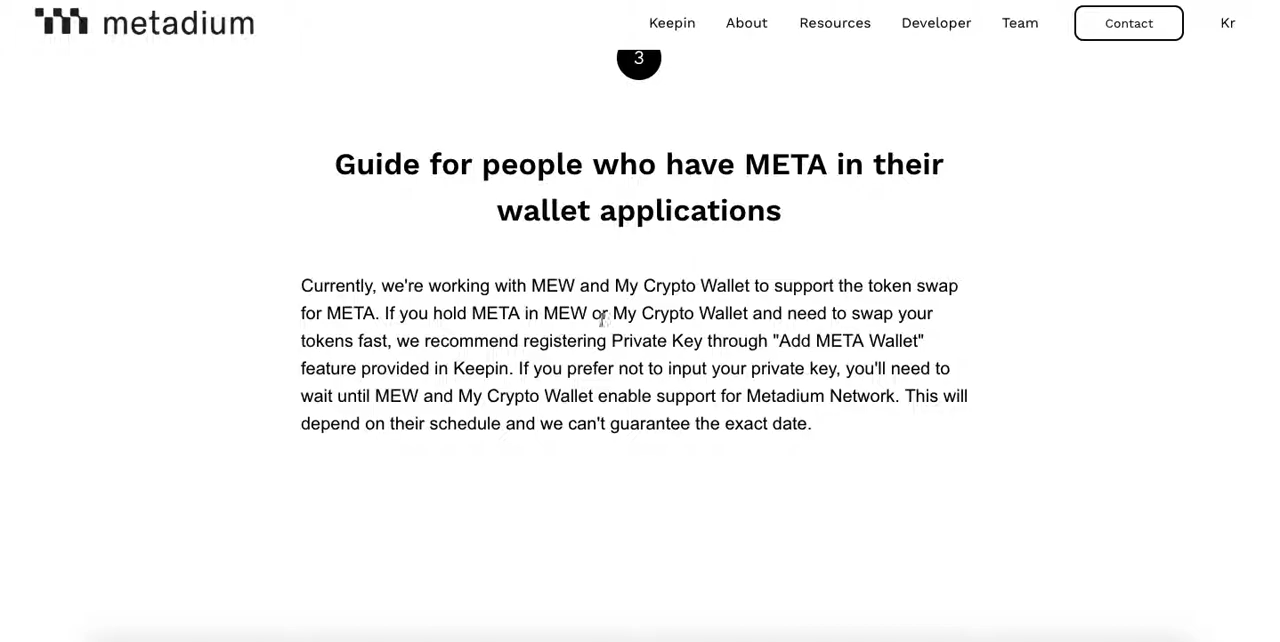 metadium
Keepin About Resources Developer Team Contact Kr
3
Guide for people who have META in their
wallet applications
Currently, we're working with MEW and My Crypto Wallet to support the token swap
for META. If you hold META in MEW or My Crypto Wallet and need to swap your
tokens fast, we recommend registering Private Key through "Add META Wallet"
feature provided in Keepin. If you prefer not to input your private key, you'll need to
wait until MEW and My Crypto Wallet enable support for Metadium Network. This will
depend on their schedule and we can't guarantee the exact date.